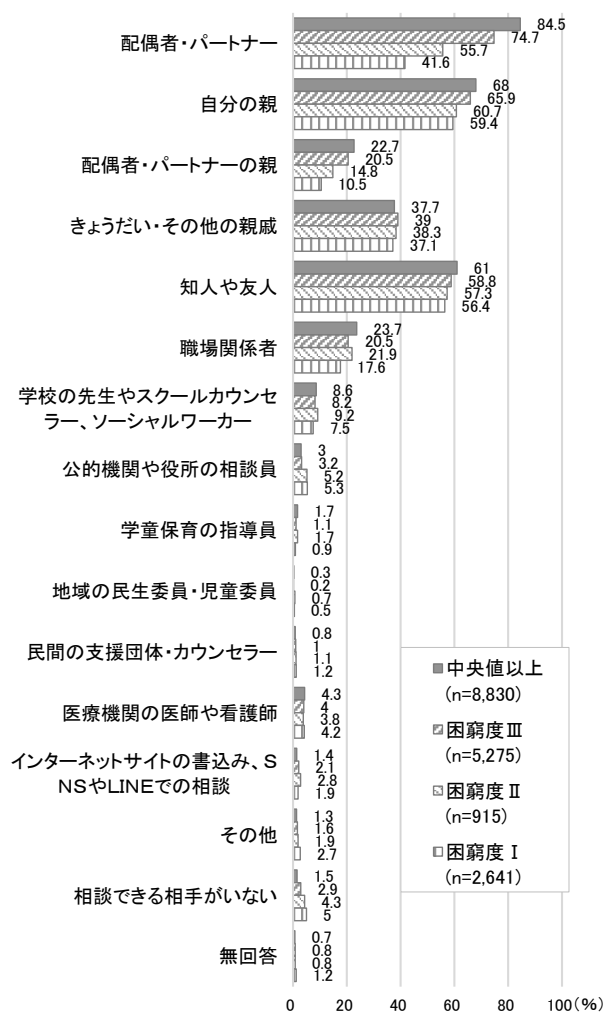 配偶者・パートナー
84.5
74.7
55.7
41.6
自分の親
68
65.9
60.7
59.4
配偶者・パートナーの親
22.7
20.5
14.8
10.5
きょうだい・その他の親戚
37.7
39
38.3
37.1
知人や友人
61
58.8
57.3
56.4
職場関係者
23.7
20.5
21.9
17.6
学校の先生やスクールカウンセ
ラー、ソーシャルワーカー
8.6
8.2
9.2
7.5
公的機関や役所の相談員
3
3.2
5.2
5.3
学童保育の指導員
1.7
1.1
1.7
0.9
地域の民生委員・児童委員
0.3
0.2
0.7
0.5
民間の支援団体・カウンセラー
0.8
1
1.1
1.2
医療機関の医師や看護師
4.3
4
3.8
4.2
インターネットサイトの書込み、S
NSやLINEでの相談
1.4
2.1
2.8
1.9
その他
1.3
1.6
1.9
2.7
相談できる相手がいない
1.5
2.9
4.3
5
無回答
0.7
0.8
0.8
1.2
中央値以上
(n=8,830)
困窮度Ⅲ
(n=5,275)
困窮度Ⅱ
(n=915)
困窮度Ⅰ
(n=2,641)
0 20 40 60 80 100(%)